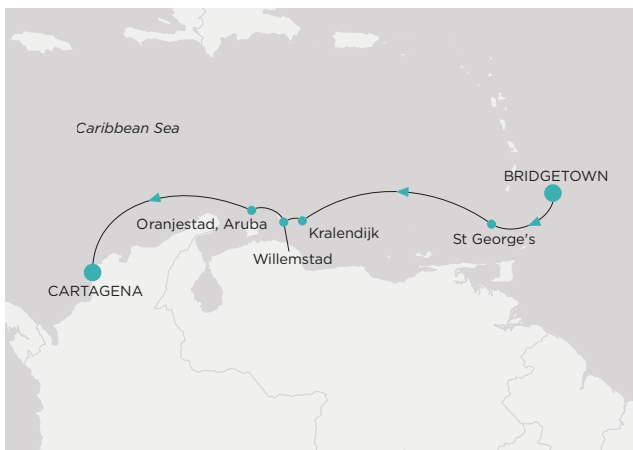 Caribbean Sea
BRIDGETOWN
Oranjestad, Aruba
Kralendijk
St George's
Willemstad
CARTAGENA